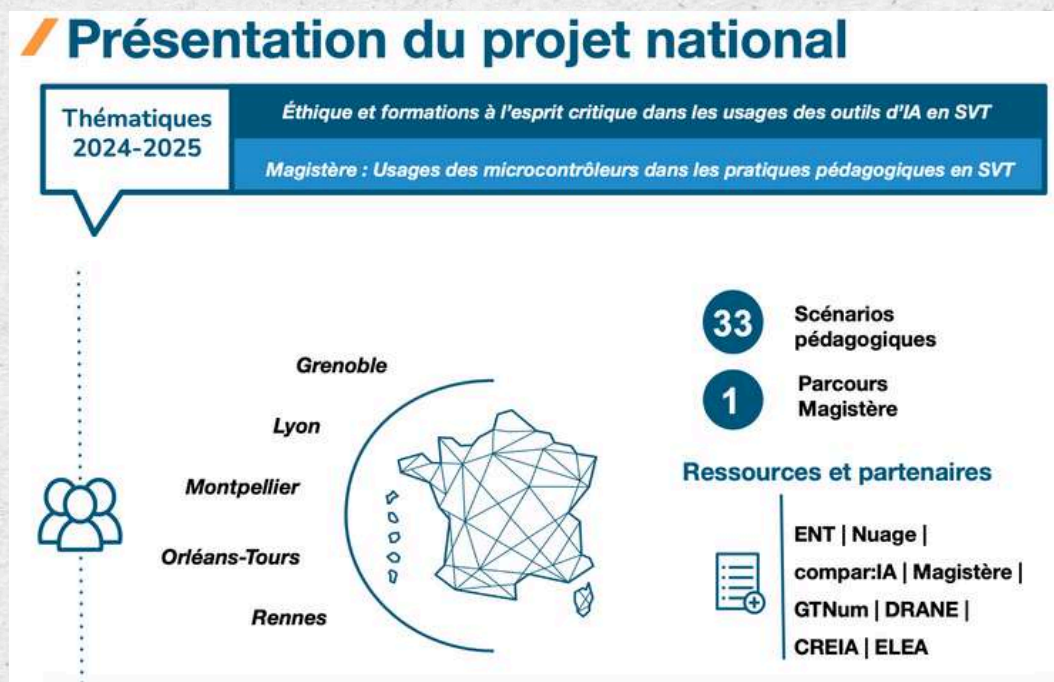 Présentation du projet national
Thématiques
2024-2025
Éthique et formations à l'esprit critique dans les usages des outils d'IA en SVT
Magistère : Usages des microcontrôleurs dans les pratiques pédagogiques en SVT
Grenoble
Lyon
Montpellier
Orléans-Tours
Rennes
33
Scénarios
pédagogiques
1
Parcours
Magistère
Ressources et partenaires
ENT | Nuage |
compar:IA | Magistère |
GTNum | DRANE |
CREIA | ELEA